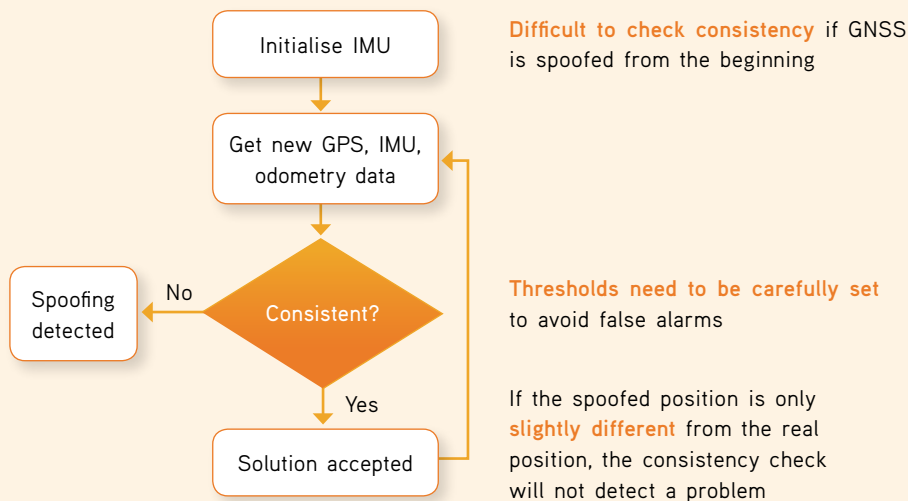 Initialise IMU
Difficult to check consistency if GNSS
is spoofed from the beginning
Get new GPS, IMU,
odometry data
Consistent?
No
Spoofing
detected
Thresholds need to be carefully set
to avoid false alarms
Yes
Solution accepted
If the spoofed position is only
slightly different from the real
position, the consistency check
will not detect a problem